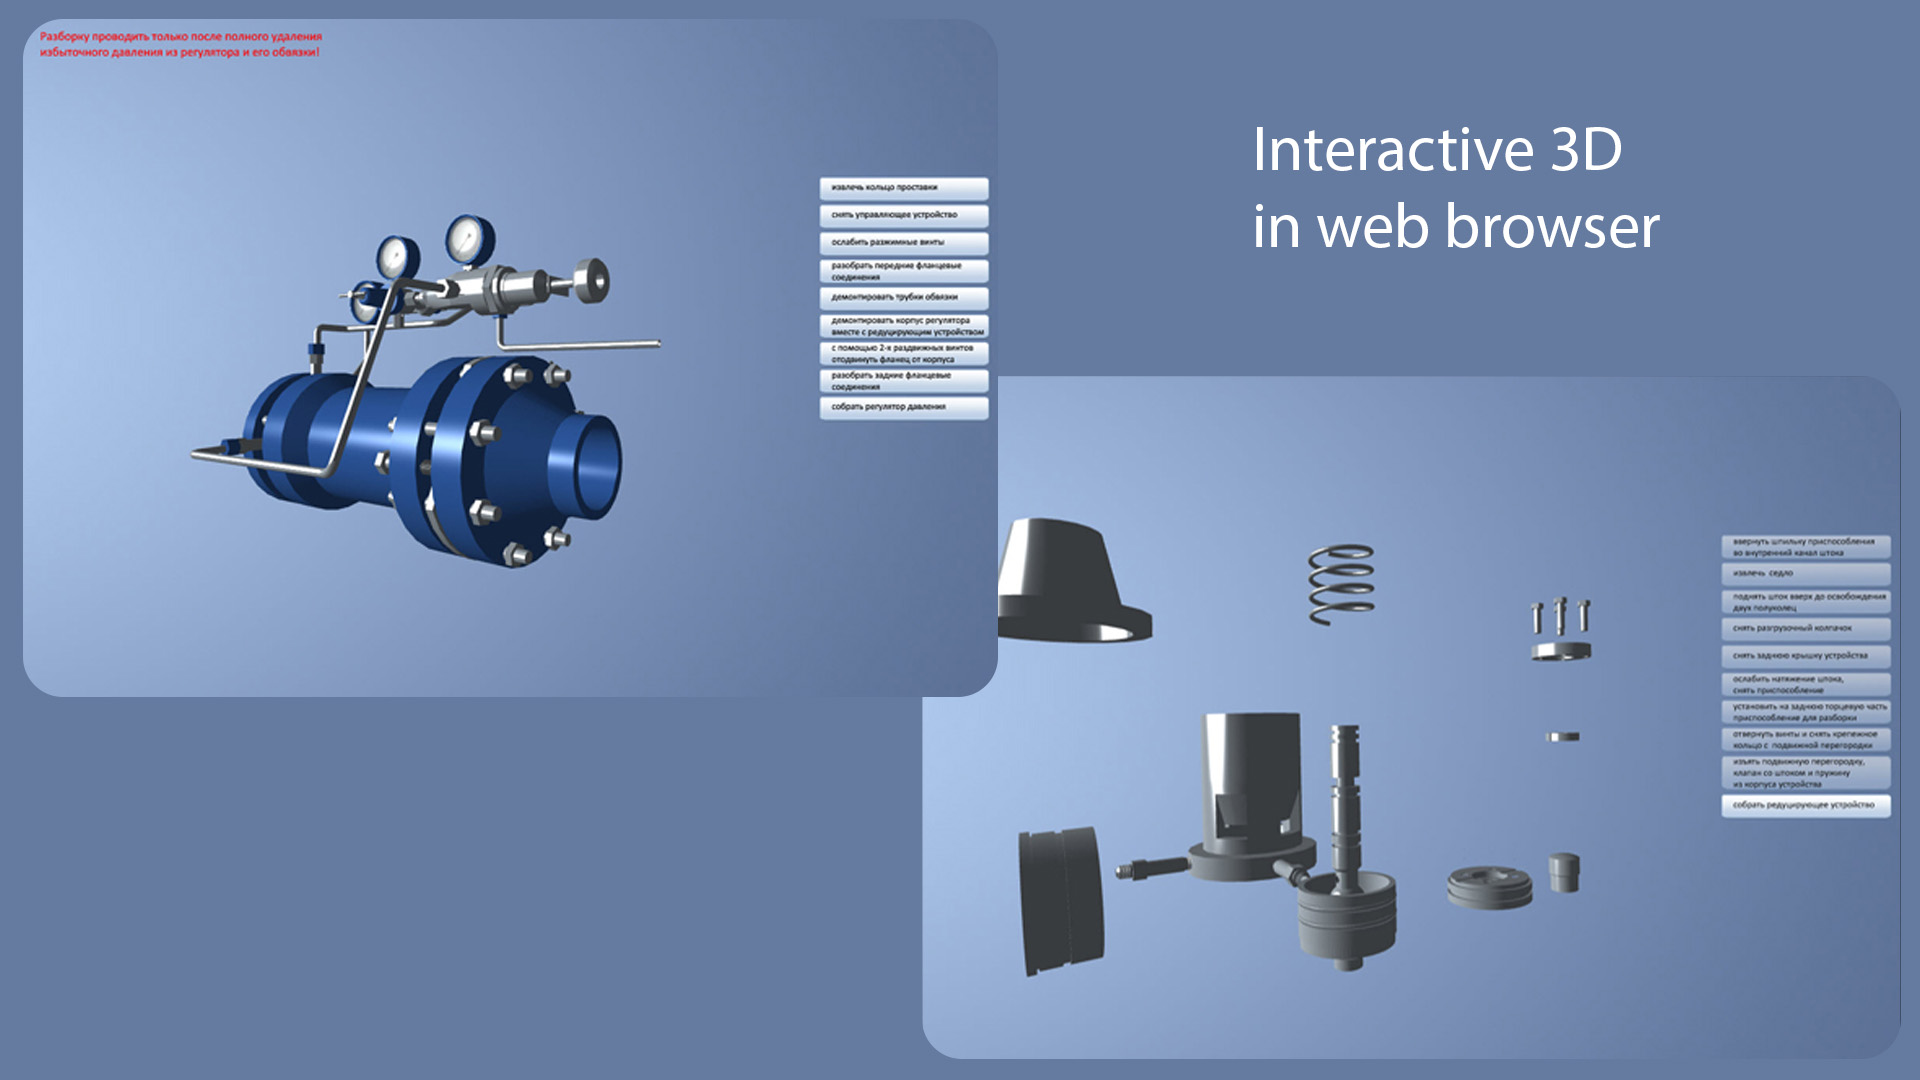 Разборку проводить только после полного удаления
избыточного давления из регулятора и его обвязки!
извлечь кольцо проставки
снять управляющее устройство
ослабить разжимные винты
разобрать передние фланцевые
соединения
демонтировать трубки обвязки
демонтировать корпус регулятора
вместе с редуцирующим устройством
с помощью 2-х раздвижных винтов
отодвинуть фланец от корпуса
разобрать задние фланцевые
соединения
собрать регулятор давления
Interactive 3D
in web browser
ввернуть шпильку приспособления
во внутренний канал штока
извлечь седло
поднять шток вверх до освобождения
двух полуколец
снять разгрузочный колпачок
снять заднюю крышку устройства
ослабить натяжение штока,
снять приспособление
установить на заднюю торцевую часть
приспособление для разборки
отвернуть винты и снять крепежное
кольцо с подвижной перегородки
изъять подвижную перегородку,
клапан со штоком и пружину
из корпуса устройства
собрать редуцирующее устройство